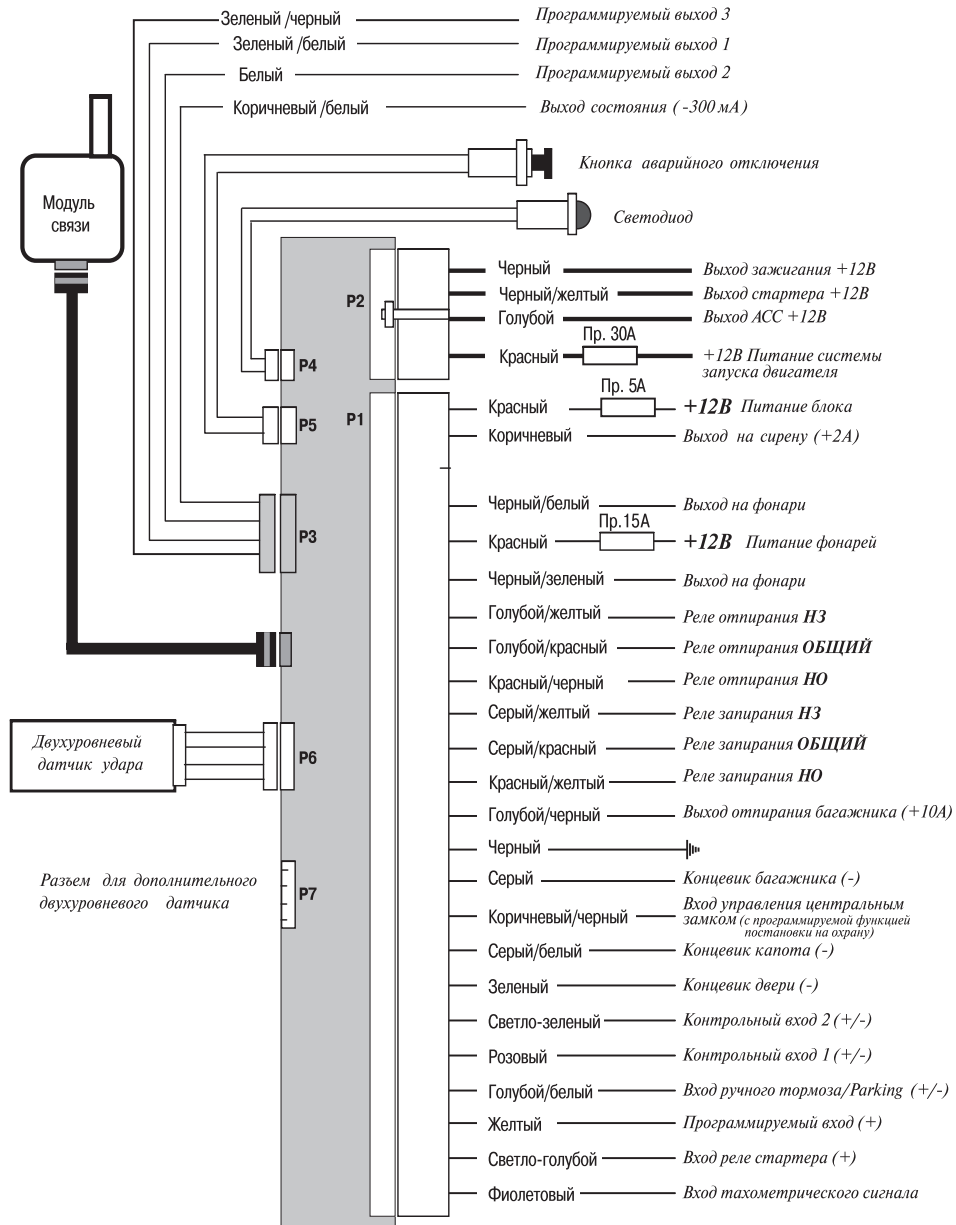 Зеленый/черный Программируемый выход 3
Зеленый /белый Программируемый выход 1
Белый Программируемый выход 2
Коричневый /белый Выход состояния ( -300 мА)
Кнопка аварийного отключения
Светодиод
Модуль
связи
P2
Черный Выход зажигания +12В
Черный/желтый Выход стартера +12В
Голубой Выход АСС +12В
Пр. 30А
Красный +12В Питание системы
запуска двигателя
P4
Пр. 5А
P1
Красный +12В Питание блока
P5
Коричневый Выход на сирену (+2А)
Черный/белый Выход на фонари
Пр.15А
P3
Красный +12В Питание фонарей
Черный/зеленый Выход на фонари
Голубой/желтый Реле отпирания НЗ
Голубой/красный Реле отпирания ОБЩИЙ
Красный/черный Реле отпирания НО
Серый/желтый Реле запирания НЗ
Серый/красный Реле запирания ОБЩИЙ
Красный/желтый Реле запирания НО
Двухуровневый
датчик удара
P6
Голубой/черный Выход отпирания багажника (+10А)
Черный
Разъем для дополнительного
двухуровневого датчика
P7
Серый Концевик багажника (-)
Коричневый/черный Вход управления центральным
замком (с программируемой функцией
постановки на охрану)
Серый/белый Концевик капота (-)
Зеленый Концевик двери (-)
Светло-зеленый Контрольный вход 2 (+/-)
Розовый Контрольный вход 1 (+/-)
Голубой/белый Вход ручного тормоза/Parking (+/-)
Желтый Программируемый вход (+)
Светло-голубой Вход реле стартера (+)
Фиолетовый Вход тахометрического сигнала